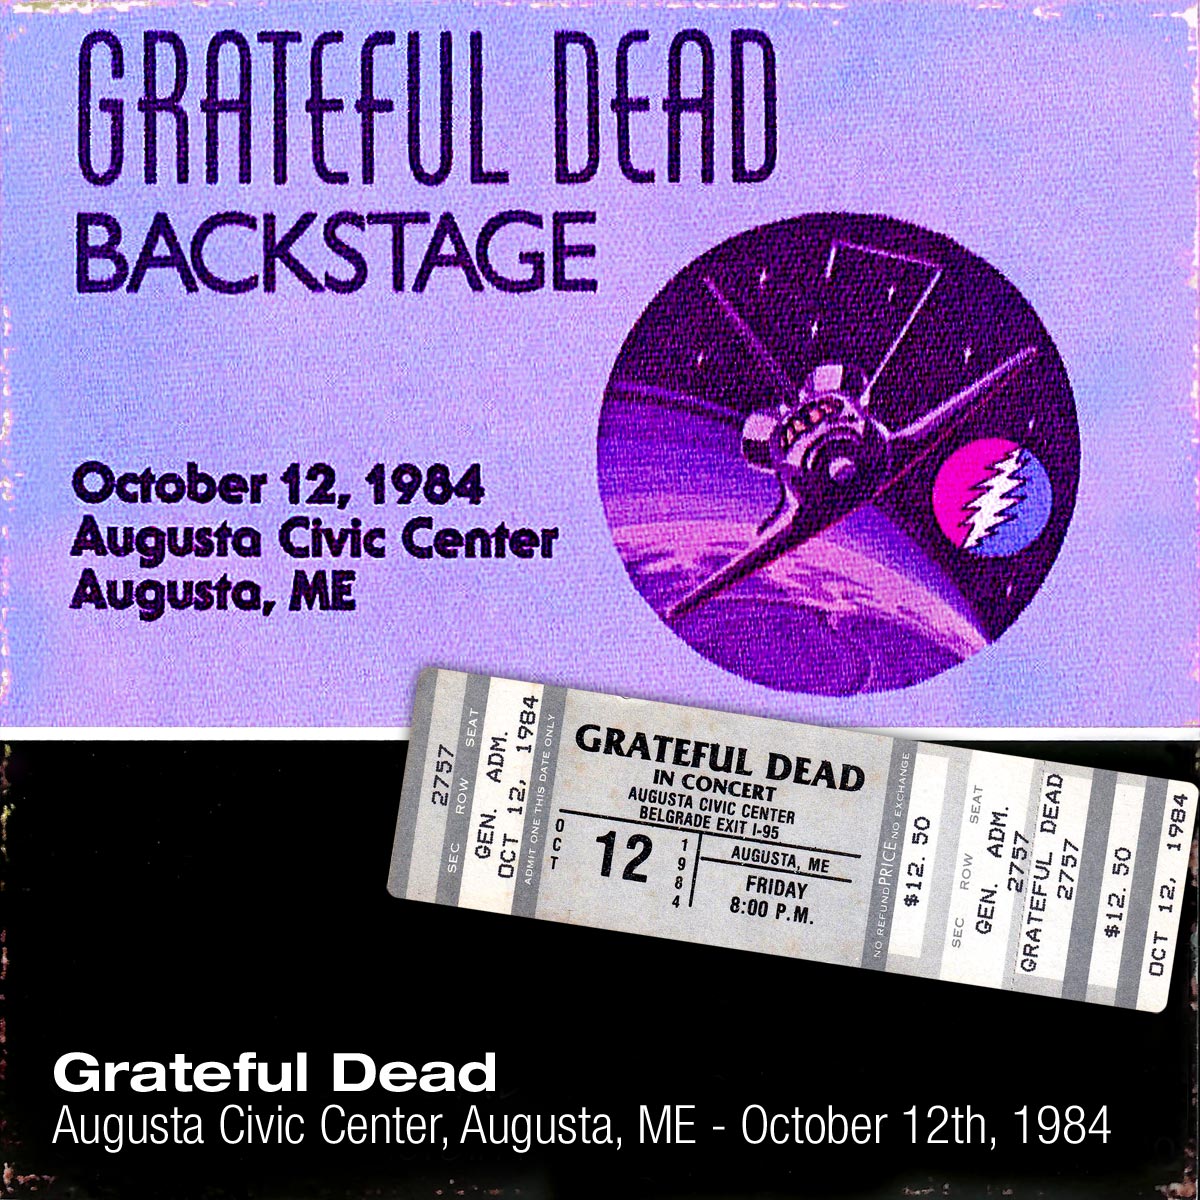 GRATEFUL DEAD
BACKSTAGE
October 12, 1984
Augusta Civic Center
Augusta, ME
2757
SEC ROW SEAT
GEN. ADM.
OCT 12, 1984
ADMIT ONE THIS DATE ONLY
GRATEFUL DEAD
IN CONCERT
AUGUSTA CIVIC CENTER
BELGRADE EXIT I-95
OCT
12
1984
AUGUSTA, ME
FRIDAY
8:00 P.M.
NO REFUND PRICE NO EXCHANGE
$12.50
SEC ROW SEAT
GEN. ADM.
2757
GRATEFUL DEAD
2757
$12.50
OCT 12, 1984
Grateful Dead
Augusta Civic Center, Augusta, ME - October 12th, 1984